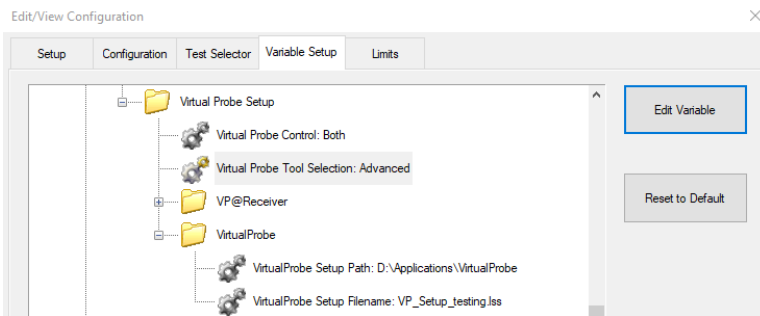 Edit/View Configuration
Setup Configuration Test Selector Variable Setup Limits
Virtual Probe Setup
Edit Variable
Virtual Probe Control: Both
Virtual Probe Tool Selection: Advanced
VP@Receiver
Reset to Default
VirtualProbe
VirtualProbe Setup Path: D:\Applications\VirtualProbe
VirtualProbe Setup Filename: VP_Setup_testing.lss